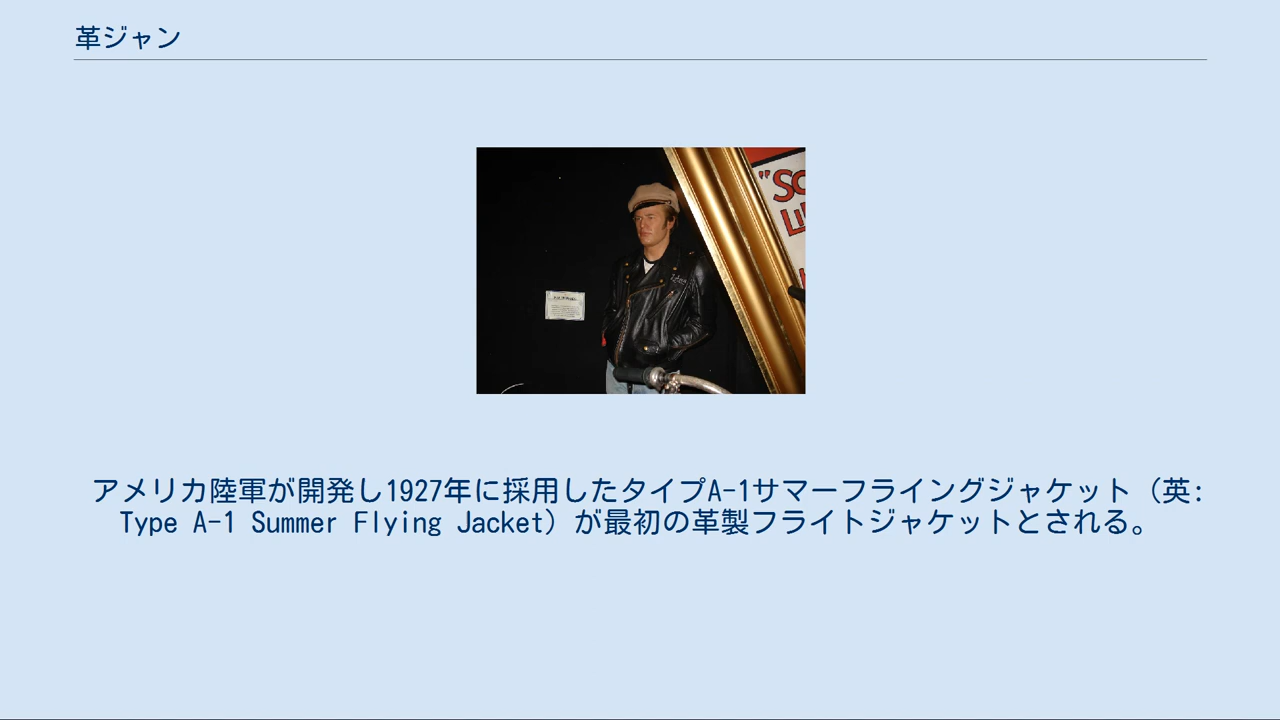 革ジャン
"SC
LI
アメリカ陸軍が開発し1927年に採用したタイプA-1サマーフライングジャケット（英:
Type A-1 Summer Flying Jacket）が最初の革製フライトジャケットとされる。